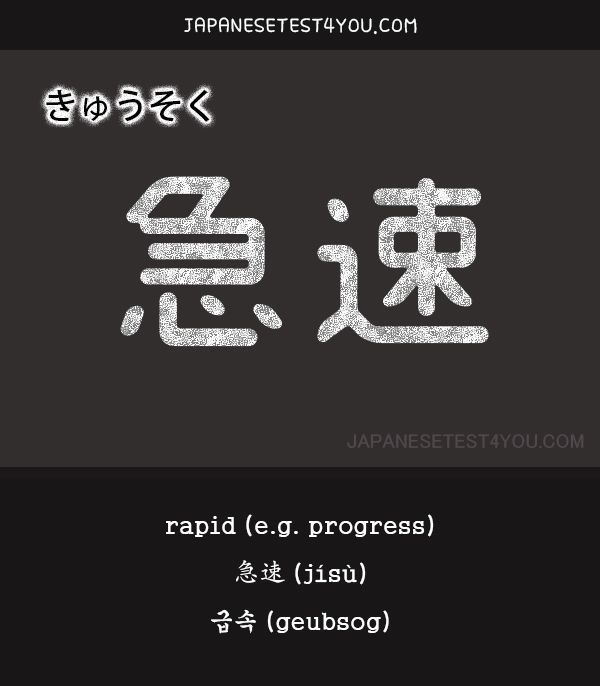 JAPANESETEST4YOU.COM
きゅうそく
急速
JAPANESETEST4YOU.COM
rapid (e.g. progress)
急速 (jísù)
급속 (geubsog)